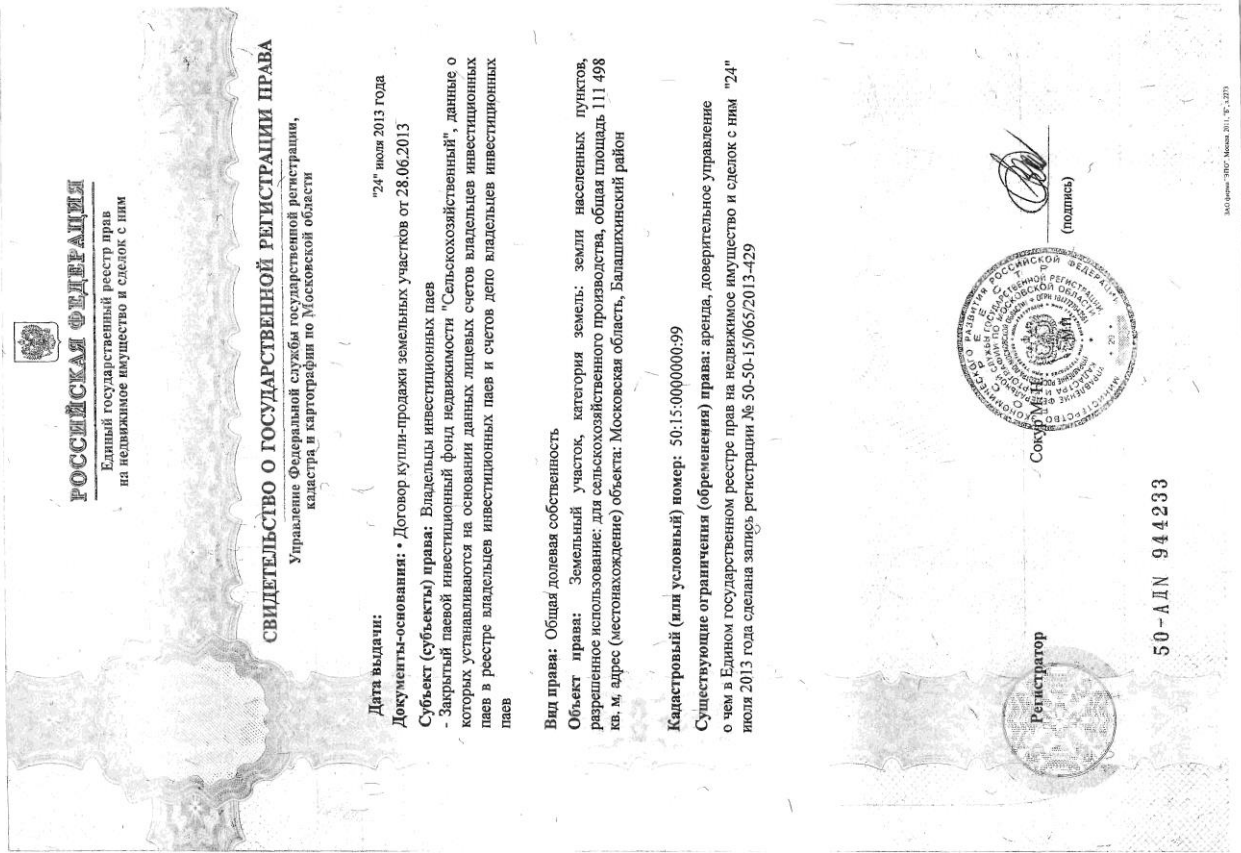 РОССИЙСКАЯ ФЕДЕРАЦИЯ
Единый государственный реестр прав
на недвижимое имущество и сделок с ним
СВИДЕТЕЛЬСТВО О ГОСУДАРСТВЕННОЙ РЕГИСТРАЦИИ ПРАВА
Управление Федеральной службы государственной регистрации,
кадастра и картографии по Московской области
Дата выдачи: "24" июля 2013 года
Документы-основания: • Договор купли-продажи земельных участков от 28.06.2013
Субъект (субъекты) права: Владельцы инвестиционных паев
- Закрытый паевой инвестиционный фонд недвижимости "Сельскохозяйственный", данные о
которых устанавливаются на основании данных лицевых счетов владельцев инвестиционных
паев в реестре владельцев инвестиционных паев и счетов депо владельцев инвестиционных
паев
Вид права: Общая долевая собственность
Объект права: Земельный участок, категория земель: земли населенных пунктов,
разрешенное использование: для сельскохозяйственного производства, общая площадь 111 498
кв. м, адрес (местонахождение) объекта: Московская область, Балашихинский район
Кадастровый (или условный) номер: 50:15:0000000:99
Существующие ограничения (обременения) права: аренда, доверительное управление
о чем в Едином государственном реестре прав на недвижимое имущество и сделок с ним "24"
июля 2013 года сделана запись регистрации № 50-50-15/065/2013-429
Регистратор Сокур М. Н.
(подпись)
50-АДN 944233
ЗАО фирма "ЭПО", Москва, 2011, "Б", з.2273